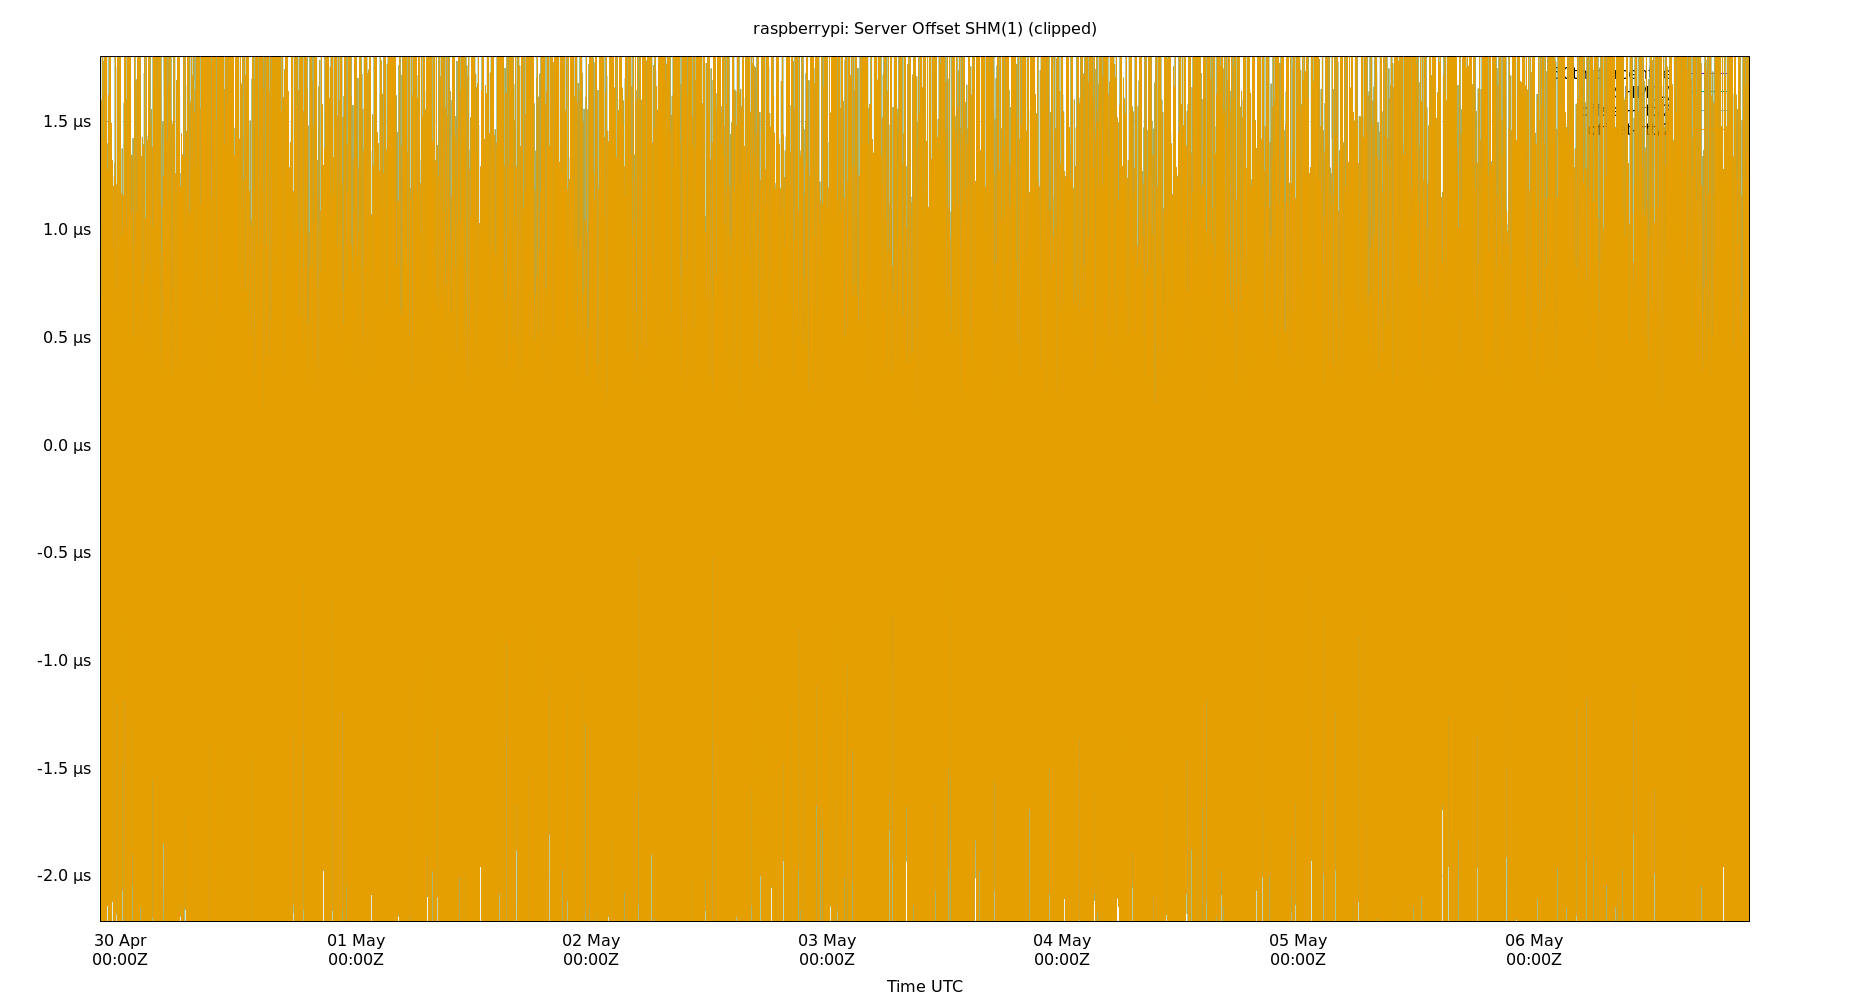 raspberrypi: Server Offset SHM(1) (clipped)
1.5 µs
1.0 µs
0.5 µs
0.0 µs
-0.5 µs
-1.0 µs
-1.5 µs
-2.0 µs
30 Apr 01 May 02 May 03 May 04 May 05 May 06 May
00:00Z 00:00Z 00:00Z 00:00Z 00:00Z 00:00Z 00:00Z
Time UTC